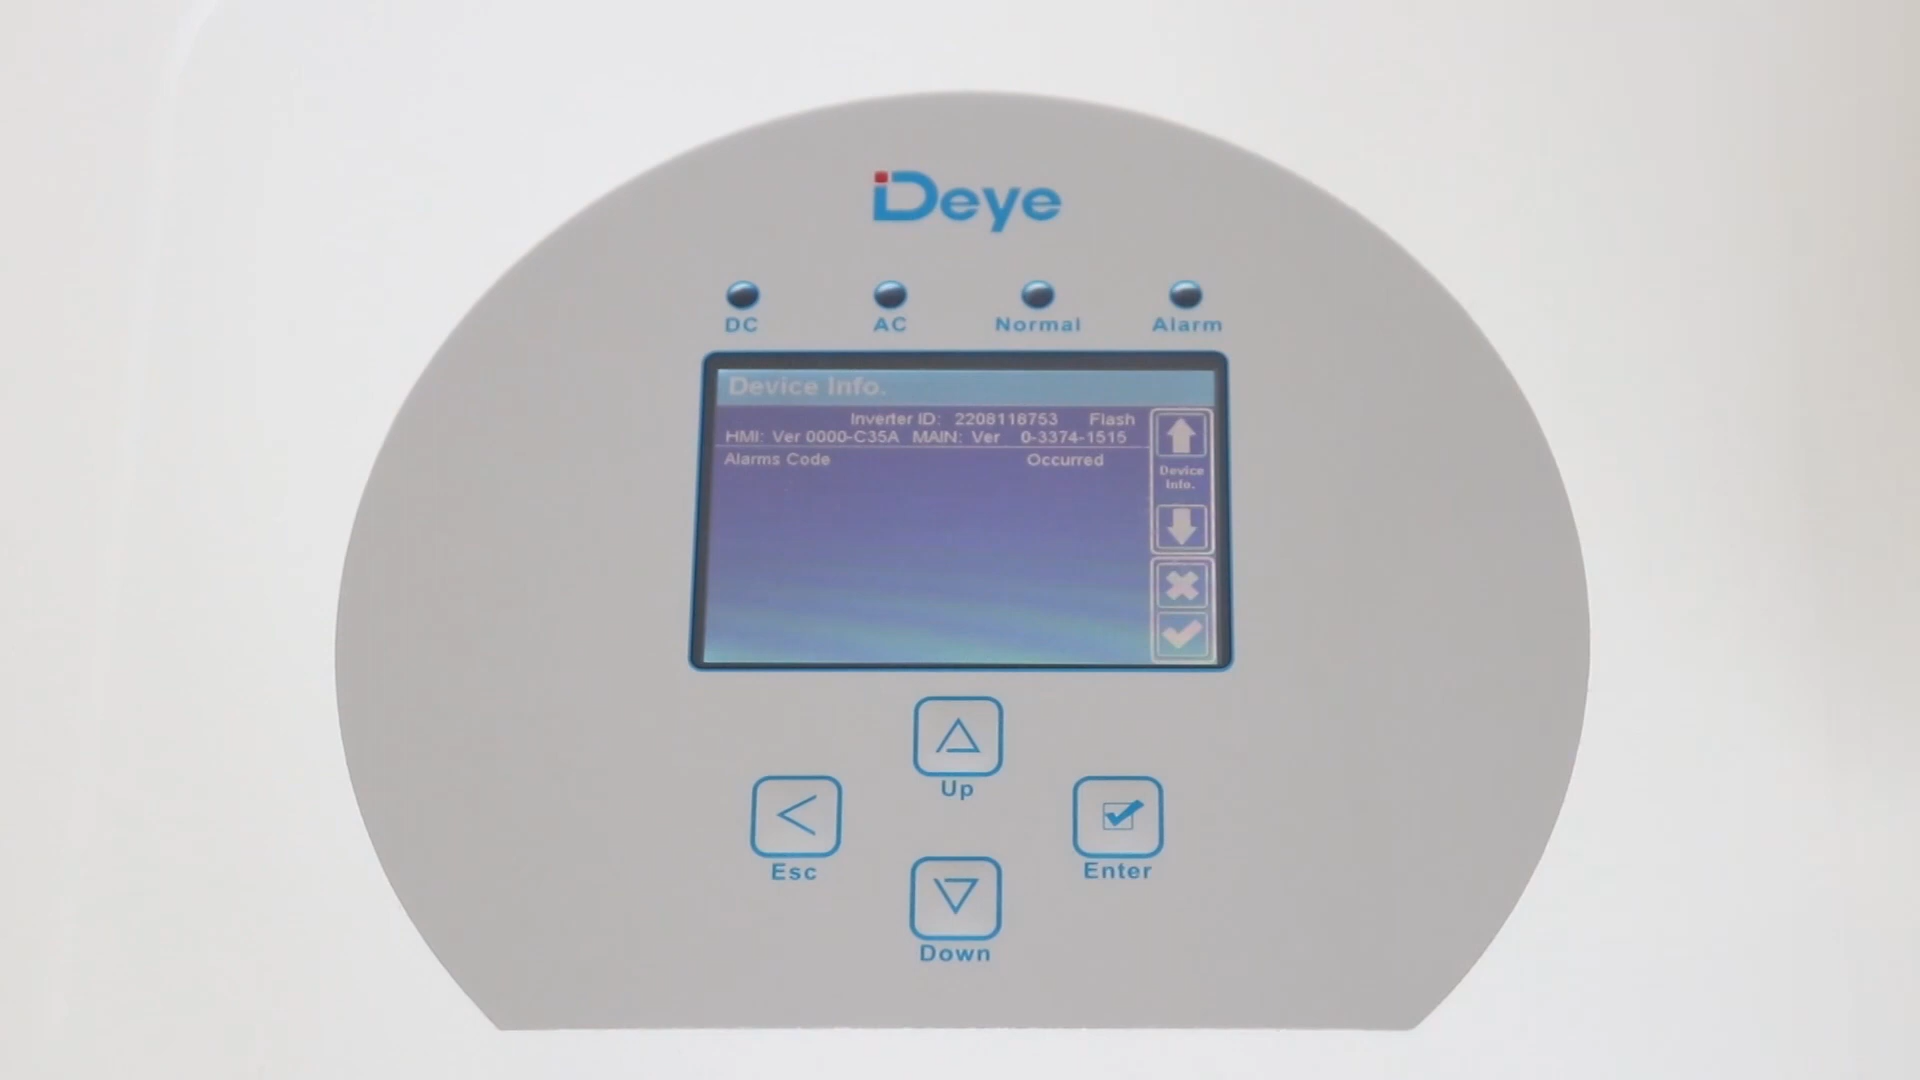 Deye
DC AC Normal Alarm
Device Info.
Inverter ID: 2208118753 Flash
HMI: Ver 0000-C35A MAIN: Ver 0-3374-1515
Alarms Code Occurred
Device
Info.
Up
Esc
Enter
Down